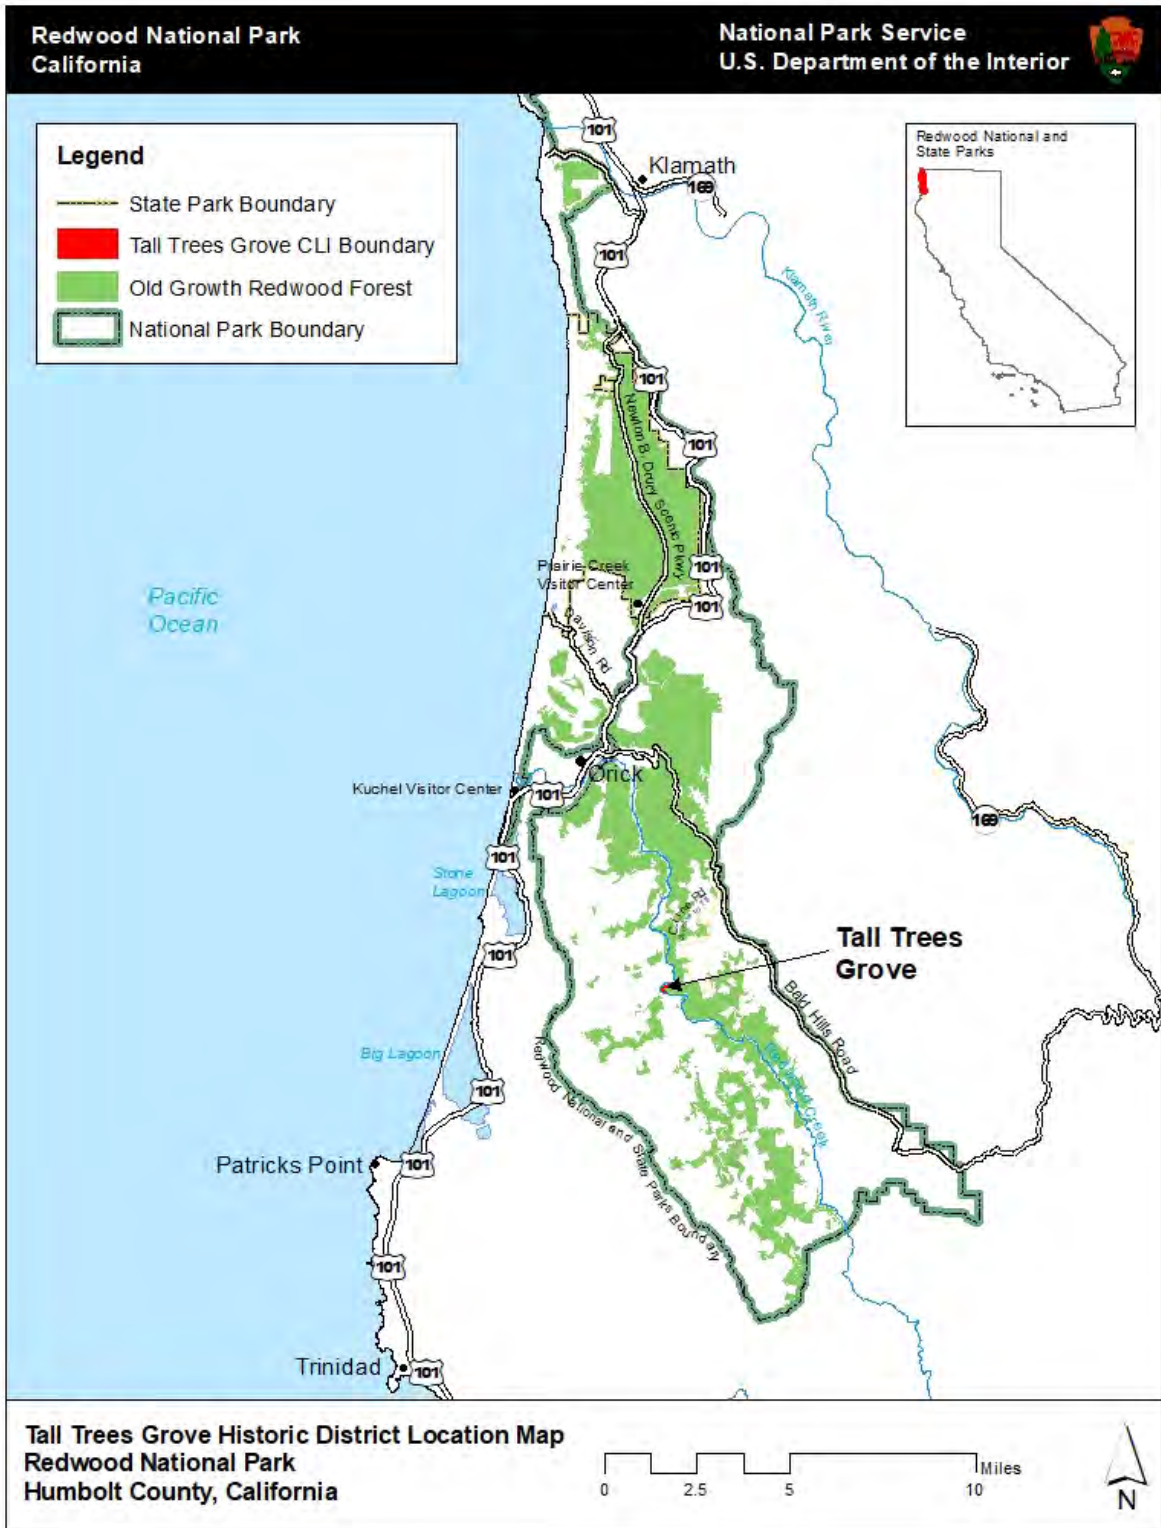 Redwood National Park
California
National Park Service
U.S. Department of the Interior
Legend
State Park Boundary
Tall Trees Grove CLI Boundary
Old Growth Redwood Forest
National Park Boundary
Redwood National and
State Parks
101
Klamath
169
101
Klamath River
101
Newton B. Drury Scenic Pkwy
101
Prairie Creek
Visitor Center
101
101
Davison Rd
Pacific
Ocean
Orick
Kuchel Visitor Center
101
169
101
Stone
Lagoon
Tall Trees
Grove
101
Bald Hills Road
Big Lagoon
Redwood National and State Parks Boundary
Redwood Creek
101
Patricks Point
101
101
Trinidad
101
Tall Trees Grove Historic District Location Map
Redwood National Park
Humbolt County, California
Miles
0 2.5 5 10
N